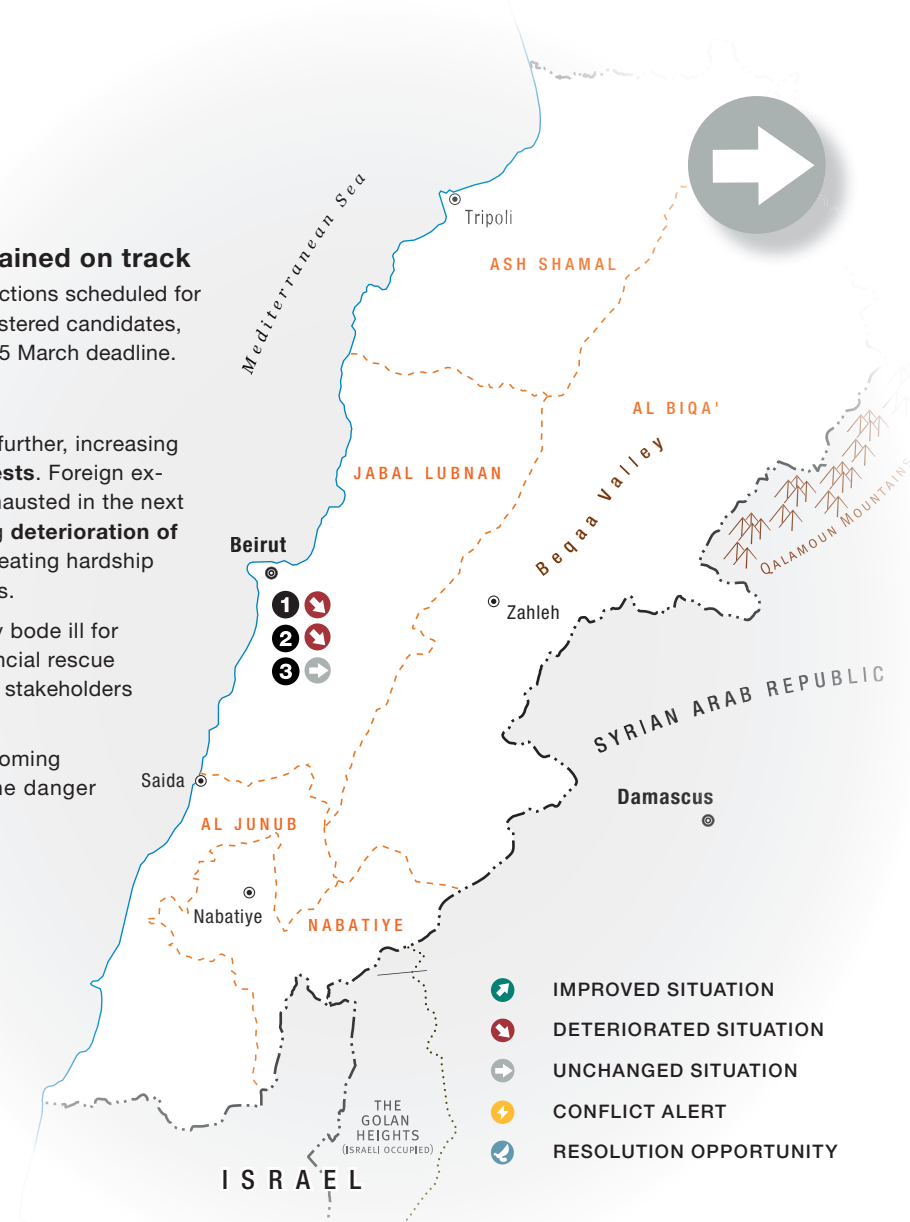 ained on track
ctions scheduled for
stered candidates,
5 March deadline.
further, increasing
ests. Foreign ex-
hausted in the next
g deterioration of
eating hardship
s.
y bode ill for
ncial rescue
stakeholders
oming
ne danger
Mediterranean Sea
Tripoli
ASH SHAMAL
AL BIQA'
JABAL LUBNAN
Beqaa Valley
QALAMOUN MOUNTAINS
Beirut
1
2
3
Zahleh
SYRIAN ARAB REPUBLIC
Saida
Damascus
AL JUNUB
Nabatiye
NABATIYE
THE
GOLAN
HEIGHTS
(ISRAELI OCCUPIED)
ISRAEL
IMPROVED SITUATION
DETERIORATED SITUATION
UNCHANGED SITUATION
CONFLICT ALERT
RESOLUTION OPPORTUNITY